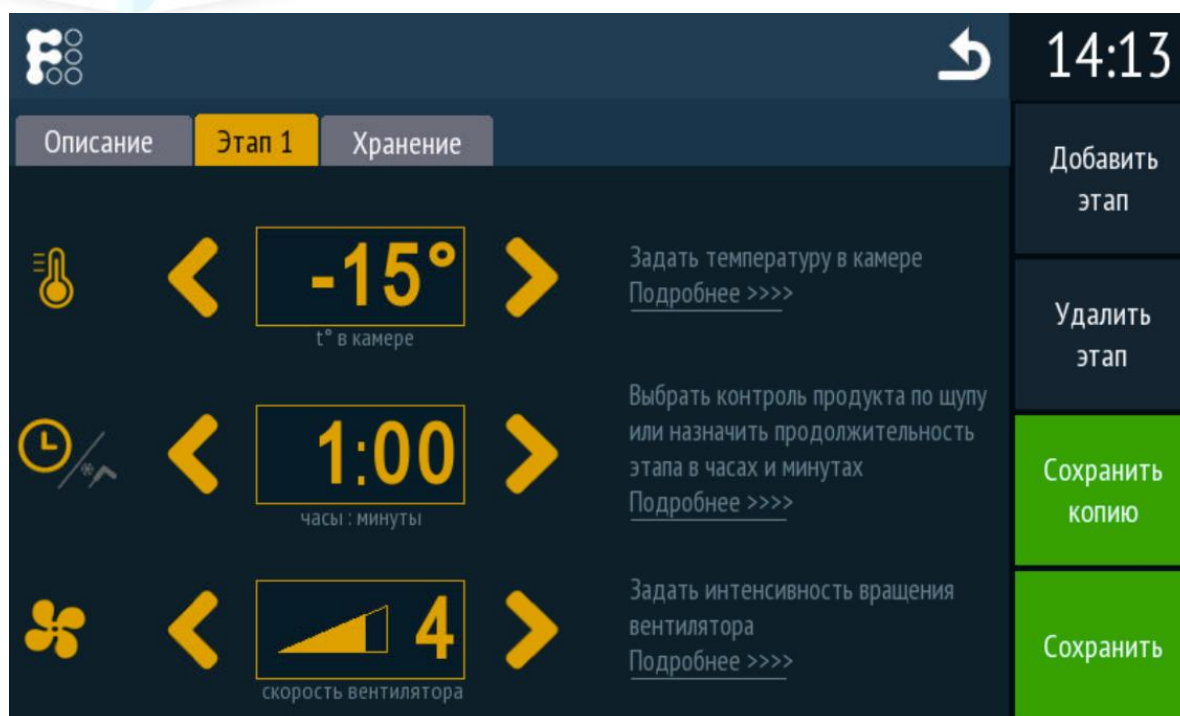 14:13
Описание
Этап 1
Хранение
Добавить
этап
-15°
t° в камере
Задать температуру в камере
Подробнее >>>>
Удалить
этап
1:00
часы : минуты
Выбрать контроль продукта по щупу
или назначить продолжительность
этапа в часах и минутах
Подробнее >>>>
Сохранить
копию
4
скорость вентилятора
Задать интенсивность вращения
вентилятора
Подробнее >>>>
Сохранить